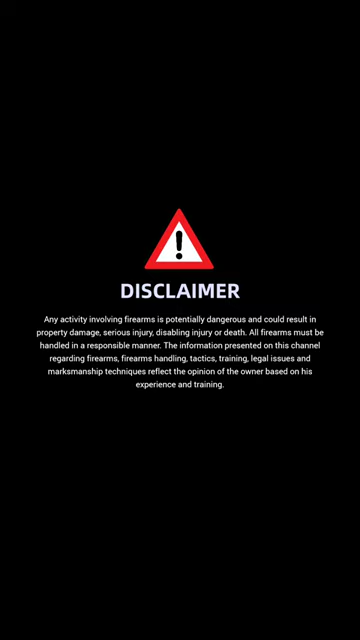 DISCLAIMER
Any activity involving firearms is potentially dangerous and could result in
property damage, serious injury, disabling injury or death. All firearms must be
handled in a responsible manner. The information presented on this channel
regarding firearms, firearms handling, tactics, training, legal issues and
marksmanship techniques reflect the opinion of the owner based on his
experience and training.